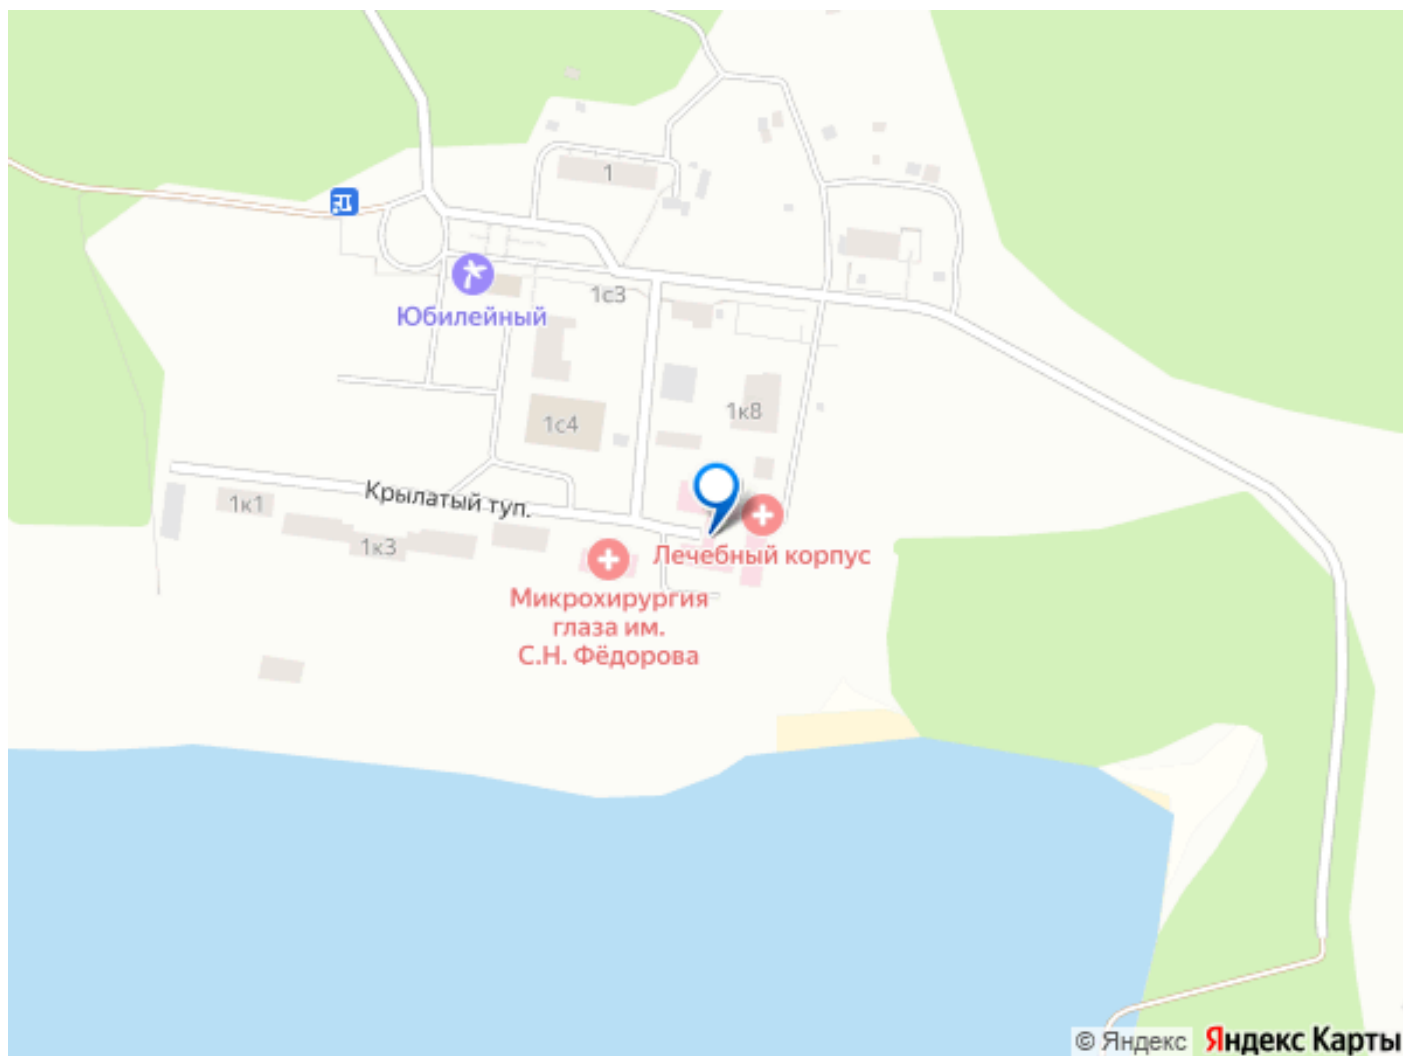 1
Юбилейный
1с3
1с4
1к8
Крылатый туп.
1к1
1к3
Лечебный корпус
Микрохирургия
глаза им.
С.Н. Фёдорова
© Яндекс Яндекс Карты